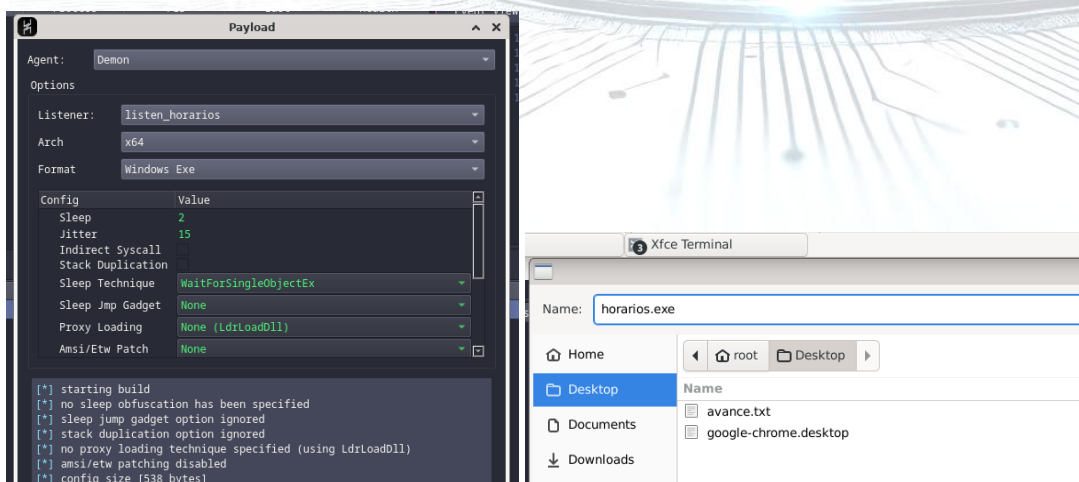 Payload
Agent:
Demon
Options
Listener:
listen_horarios
Arch
x64
Format
Windows Exe
Config
Value
Sleep
2
Jitter
15
Indirect Syscall
Stack Duplication
Sleep Technique
WaitForSingleObjectEx
Sleep Jmp Gadget
None
Proxy Loading
None (LdrLoadDll)
Amsi/Etw Patch
None
[*] starting build
[*] no sleep obfuscation has been specified
[*] sleep jump gadget option ignored
[*] stack duplication option ignored
[*] no proxy loading technique specified (using LdrLoadDll)
[*] amsi/etw patching disabled
[*] config size [538 bytes]
3
Xfce Terminal
Name:
horarios.exe
Home
root
Desktop
Desktop
Name
avance.txt
Documents
google-chrome.desktop
Downloads